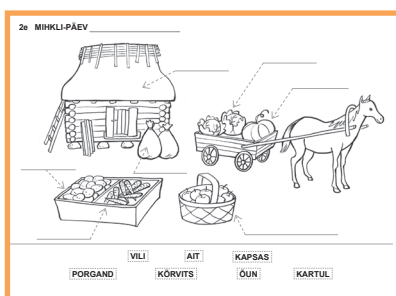 2e MIHKLI-PÄEV
VILI AIT KAPSAS
PORGAND KÕRVITS ÕUN KARTUL